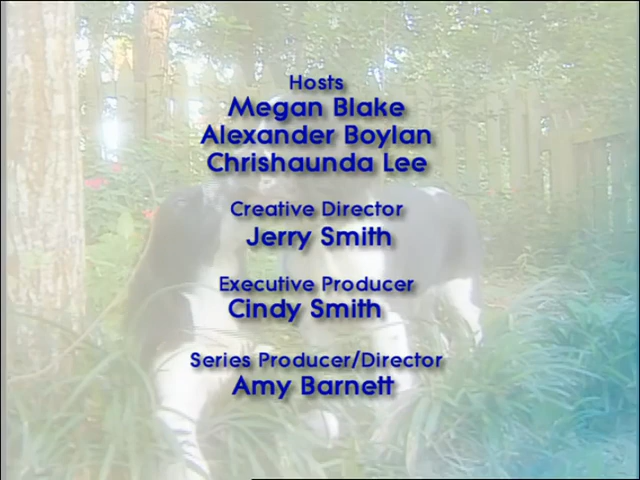 Hosts
Megan Blake
Alexander Boylan
Chrishaunda Lee
Creative Director
Jerry Smith
Executive Producer
Cindy Smith
Series Producer/Director
Amy Barnett